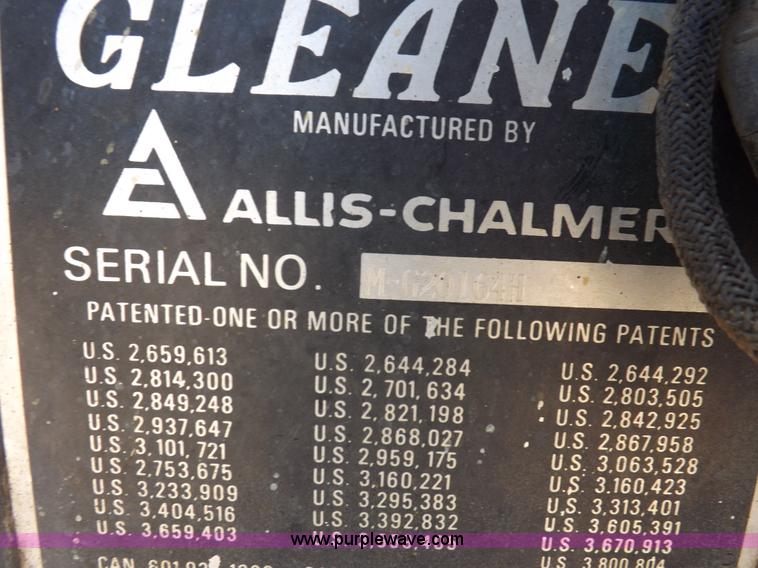 GLEANE
MANUFACTURED BY
ALLIS-CHALMER
SERIAL NO.
PATENTED-ONE OR MORE OF THE FOLLOWING PATENTS
U.S. 2,659,613 U.S. 2,644,284 U.S. 2,644,292
U.S. 2,814,300 U.S. 2,701,634 U.S. 2,803,505
U.S. 2,849,248 U.S. 2,821,198 U.S. 2,842,925
U.S. 2,937,647 U.S. 2,868,027 U.S. 2,867,958
U.S. 3,101,721 U.S. 2,959,175 U.S. 3,063,528
U.S. 2,753,675 U.S. 3,160,221 U.S. 3,160,423
U.S. 3,233,909 U.S. 3,295,383 U.S. 3,313,401
U.S. 3,404,516 U.S. 3,392,832 U.S. 3,605,391
U.S. 3,659,403 U.S. 3,670,913
www.purplewave.com
CAN. U.S. 3,800,804